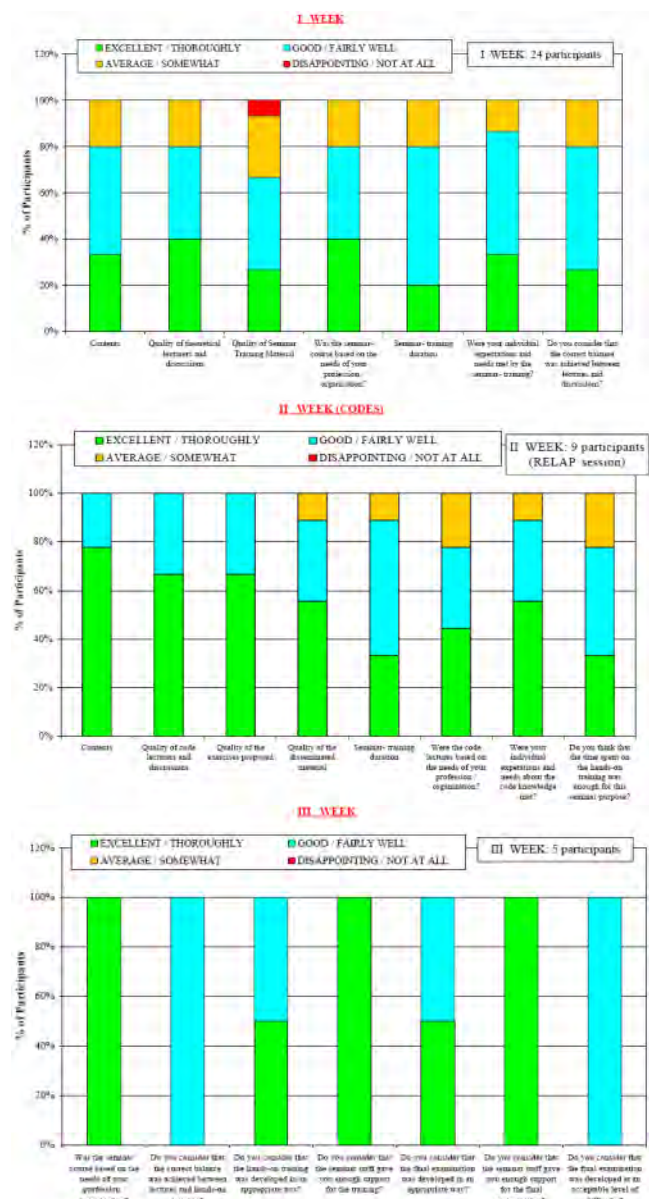 I WEEK
120%
100%
80%
60%
40%
20%
0%
% of Participants
EXCELLENT / THOROUGHLY
GOOD / FAIRLY WELL
AVERAGE / SOMEWHAT
DISAPPOINTING / NOT AT ALL
I WEEK: 24 participants
Contents
Quality of theoretical
lectures and
discussions
Quality of Seminar
Training Material
Was the seminar-
course based on the
needs of your
profession
organization?
Seminar- training
duration
Were your individual
expectations and
needs met by the
seminar- training?
Do you consider that
the correct balance
was achieved between
lectures and
discussions?
II WEEK (CODES)
120%
100%
80%
60%
40%
20%
0%
% of Participants
EXCELLENT / THOROUGHLY
GOOD / FAIRLY WELL
AVERAGE / SOMEWHAT
DISAPPOINTING / NOT AT ALL
II WEEK: 9 participants
(RELAP session)
Contents
Quality of code
lectures and
discussions
Quality of the
exercises proposed
Quality of the
disseminated
material
Seminar- training
duration
Were the code
lectures based on
the needs of your
profession /
organization?
Were your
individual
expectations and
needs about the
code knowledge
met?
Do you think that
the time spent on
the hands-on
training was
enough for this
seminar purpose?
III WEEK
120%
100%
80%
60%
40%
20%
0%
% of Participants
EXCELLENT / THOROUGHLY
GOOD / FAIRLY WELL
AVERAGE / SOMEWHAT
DISAPPOINTING / NOT AT ALL
III WEEK: 5 participants
Was the seminar-
course based on the
needs of your
profession
Do you consider that
the correct balance
was achieved between
lectures and hands-on
Do you consider that
the hands-on training
was developed in an
appropriate way?
Do you consider that
the seminar staff gave
you enough support
for the training?
Do you consider that
the final examination
was developed in an
appropriate way?
Do you consider that
the seminar staff gave
you enough support
for the final
Do you consider that
the final examination
was developed at an
acceptable level of